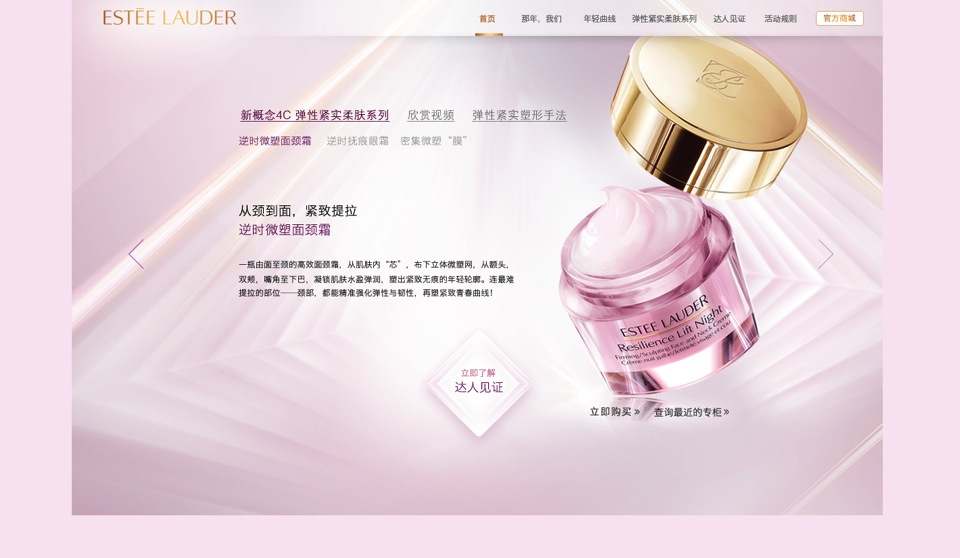 ESTĒE LAUDER
首页
那年，我们
年轻曲线
弹性紧实柔肤系列
达人见证
活动规则
官方商城
新概念4C 弹性紧实柔肤系列
欣赏视频
弹性紧实塑形手法
逆时微塑面颈霜
逆时抚痕眼霜
密集微塑“膜”
从颈到面，紧致提拉
逆时微塑面颈霜
一瓶由面至颈的高效面颈霜，从肌肤内“芯”，布下立体微塑网，从额头，
双颊，嘴角至下巴，凝锁肌肤水盈弹润，塑出紧致无痕的年轻轮廓。连最难
提拉的部位——颈部，都能精准强化弹性与韧性，再塑紧致青春曲线！
ESTEE LAUDER
Resilience Lift Night
Firming/Sculpting Face and Neck Creme
Crème nuit galbe/fermeté visage et cou
立即了解
达人见证
立即购买 »
查询最近的专柜 »